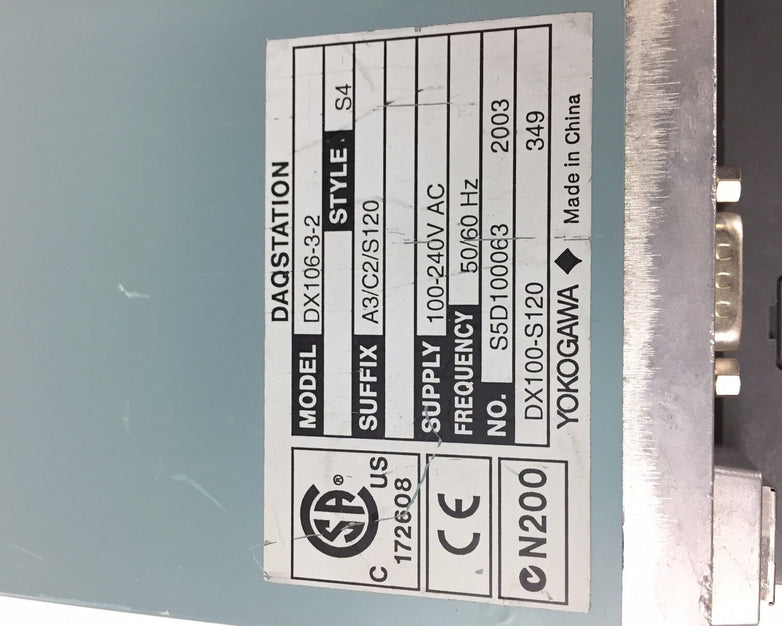 DAQSTATION
MODEL DX106-3-2
STYLE S4
SUFFIX A3/C2/S120
SUPPLY 100-240V AC
FREQUENCY 50/60 Hz
NO. S5D100063 2003
DX100-S120 349
YOKOGAWA Made in China
CSA ®
C US
172608
CE
N200